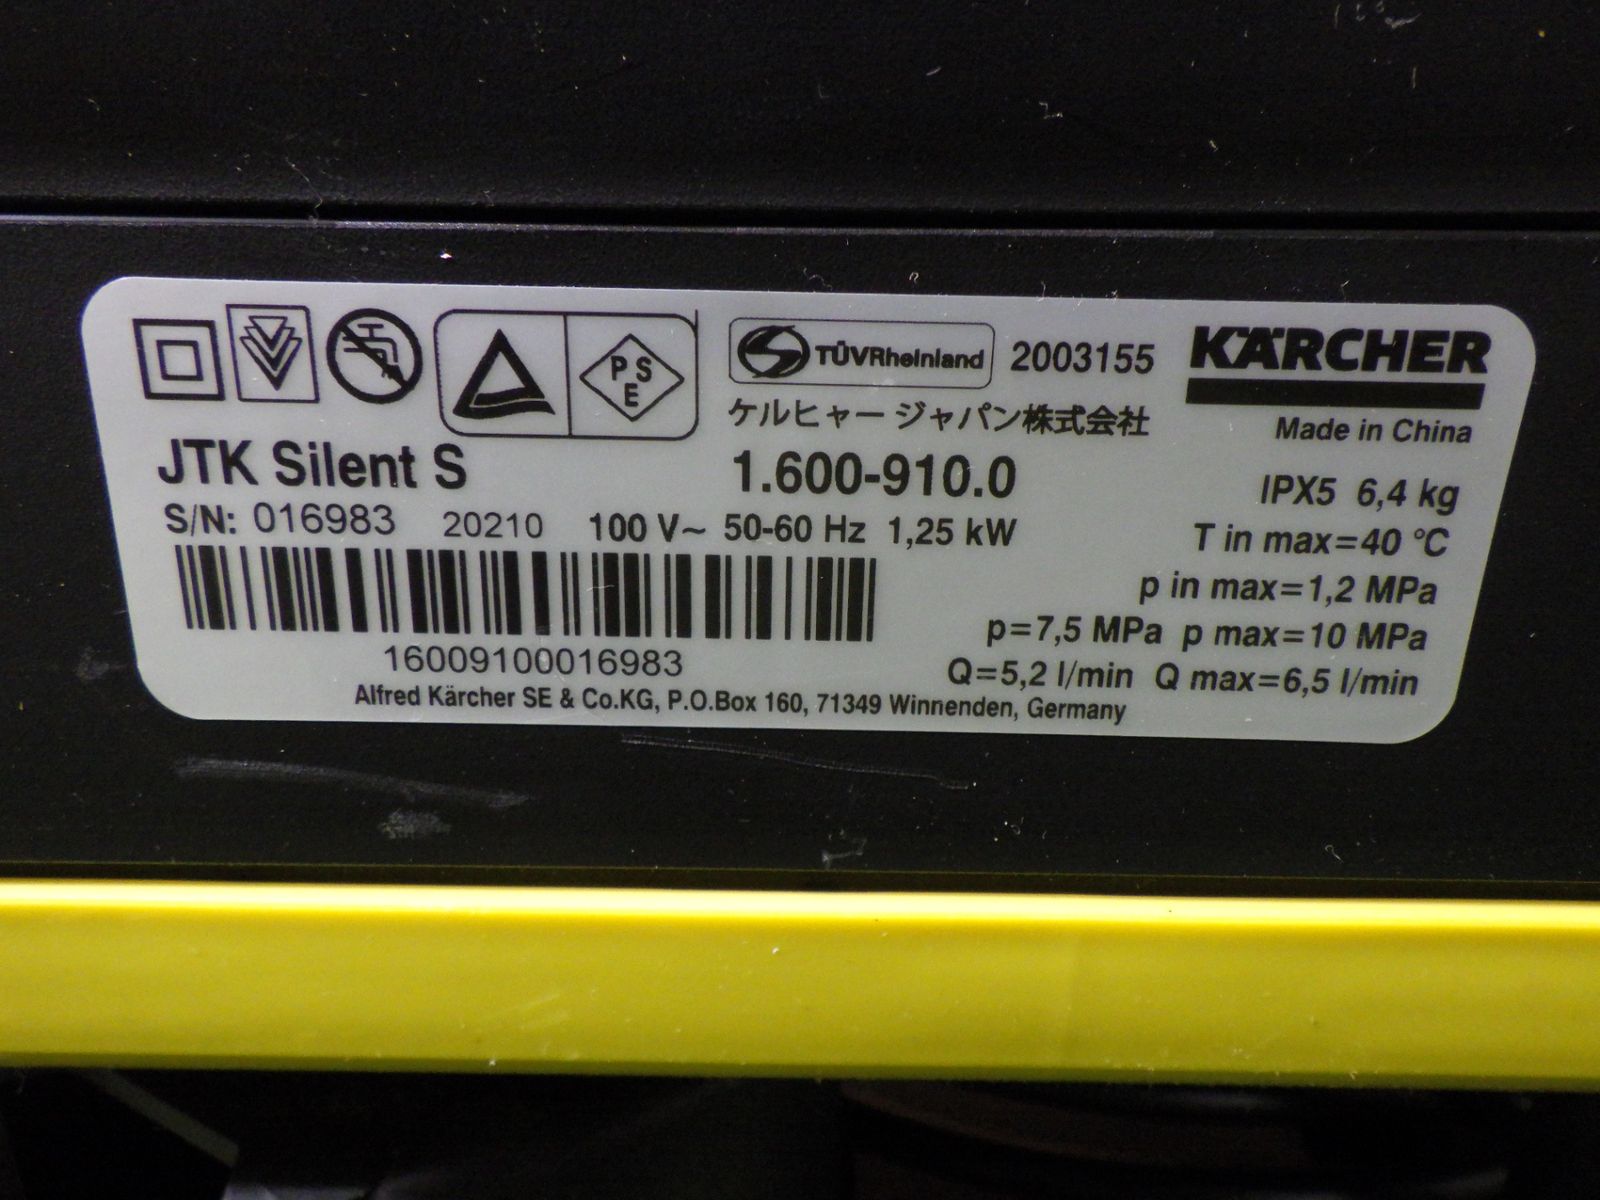 PSE TÜVRheinland 2003155 KÄRCHER
ケルヒャー ジャパン株式会社 Made in China
JTK Silent S 1.600-910.0 IPX5 6,4 kg
S/N: 016983 20210 100 V~ 50-60 Hz 1,25 kW T in max=40 °C
p in max=1,2 MPa
p=7,5 MPa p max=10 MPa
16009100016983 Q=5,2 l/min Q max=6,5 l/min
Alfred Kärcher SE & Co.KG, P.O.Box 160, 71349 Winnenden, Germany